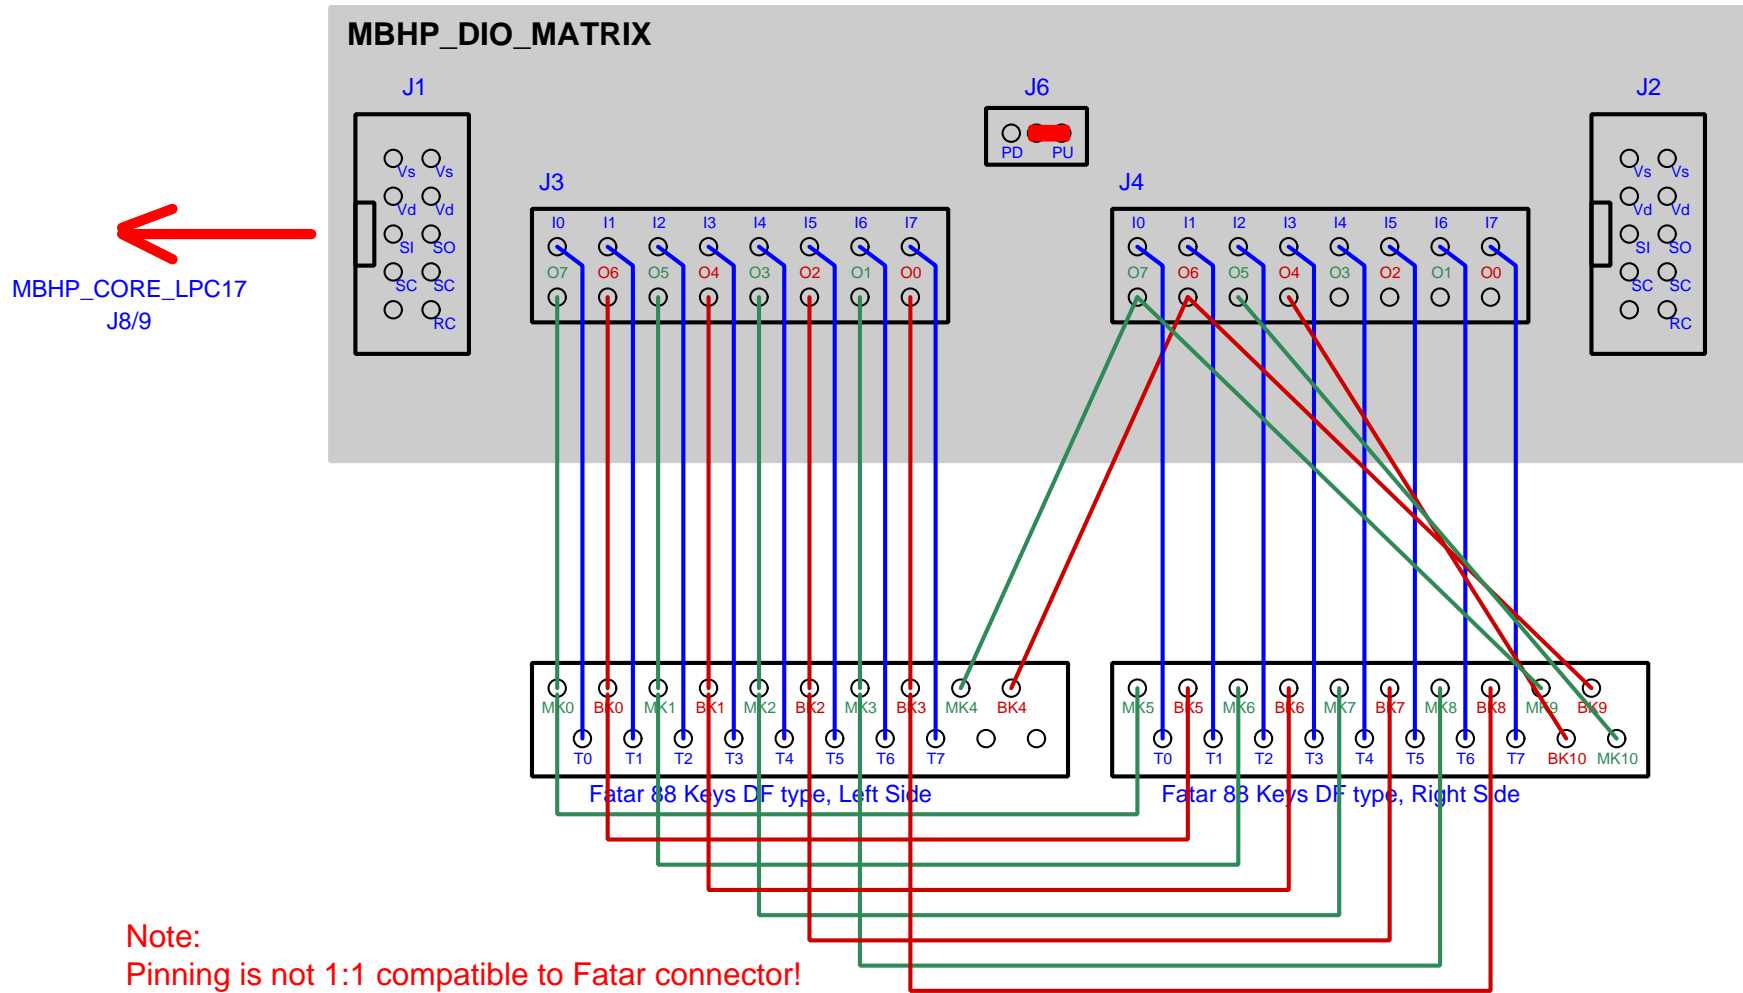 MBHP_DIO_MATRIX
J1
J6
J2
PD PU
J3
J4
Vs Vs
Vd Vd
SI SO
SC SC
RC
I0 I1 I2 I3 I4 I5 I6 I7
O7 O6 O5 O4 O3 O2 O1 O0
I0 I1 I2 I3 I4 I5 I6 I7
O7 O6 O5 O4 O3 O2 O1 O0
Vs Vs
Vd Vd
SI SO
SC SC
RC
MBHP_CORE_LPC17
J8/9
MK0 BK0 MK1 BK1 MK2 BK2 MK3 BK3 MK4 BK4
T0 T1 T2 T3 T4 T5 T6 T7
Fatar 88 Keys DF type, Left Side
MK5 BK5 MK6 BK6 MK7 BK7 MK8 BK8 MK9 BK9
T0 T1 T2 T3 T4 T5 T6 T7 BK10 MK10
Fatar 88 Keys DF type, Right Side
Note:
Pinning is not 1:1 compatible to Fatar connector!